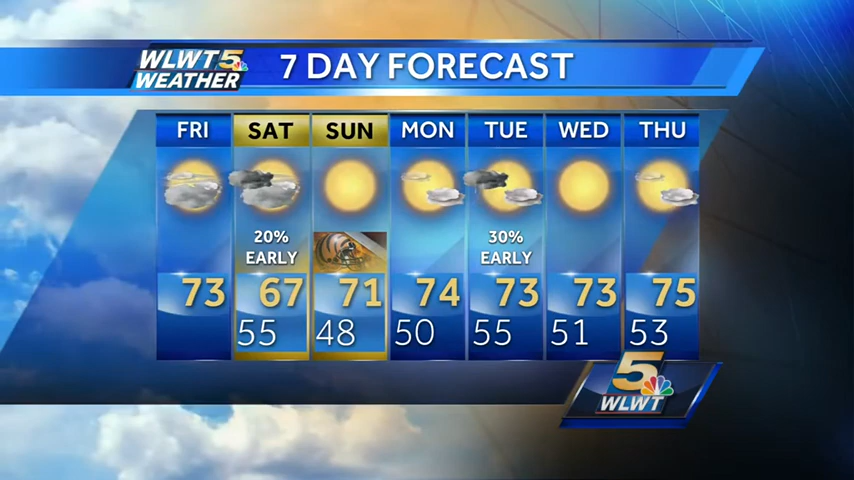 WLWT 5
WEATHER
7 DAY FORECAST
FRI SAT SUN MON TUE WED THU
20% 30%
EARLY EARLY
73 67 71 74 73 73 75
55 48 50 55 51 53
5
WLWT